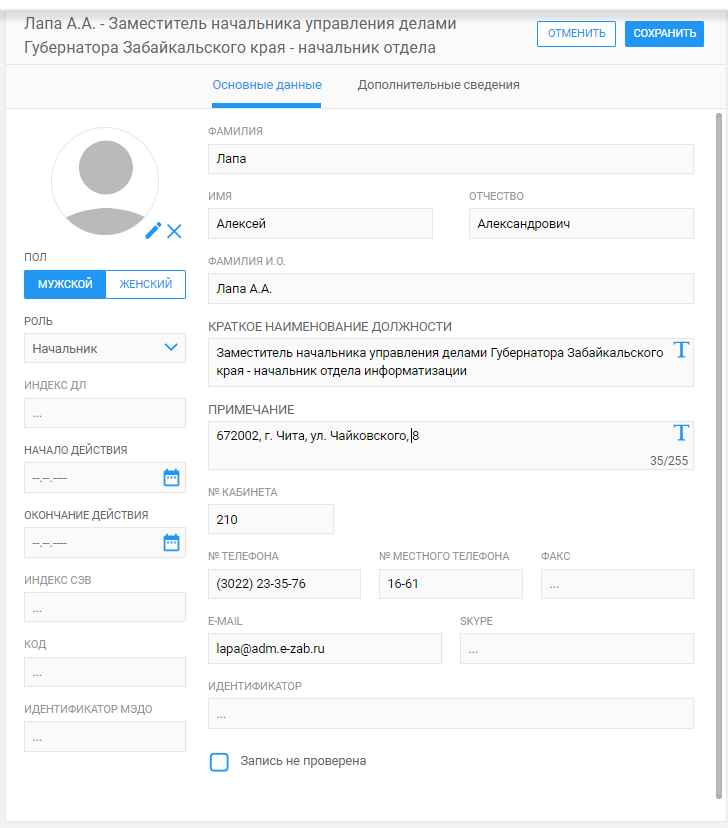 Лапа А.А. - Заместитель начальника управления делами
Губернатора Забайкальского края - начальник отдела
ОТМЕНИТЬ
СОХРАНИТЬ
Основные данные
Дополнительные сведения
ФАМИЛИЯ
Лапа
ИМЯ
ОТЧЕСТВО
Алексей
Александрович
ФАМИЛИЯ И.О.
Лапа А.А.
КРАТКОЕ НАИМЕНОВАНИЕ ДОЛЖНОСТИ
Заместитель начальника управления делами Губернатора Забайкальского
края - начальник отдела информатизации
T
ПРИМЕЧАНИЕ
672002, г. Чита, ул. Чайковского,8
T
35/255
№ КАБИНЕТА
210
№ ТЕЛЕФОНА
№ МЕСТНОГО ТЕЛЕФОНА
ФАКС
(3022) 23-35-76
16-61
...
E-MAIL
SKYPE
lapa@adm.e-zab.ru
...
ИДЕНТИФИКАТОР
...
Запись не проверена
ПОЛ
МУЖСКОЙ
ЖЕНСКИЙ
РОЛЬ
Начальник
ИНДЕКС ДЛ
...
НАЧАЛО ДЕЙСТВИЯ
--.--.----
ОКОНЧАНИЕ ДЕЙСТВИЯ
--.--.----
ИНДЕКС СЭВ
...
КОД
...
ИДЕНТИФИКАТОР МЭДО
...